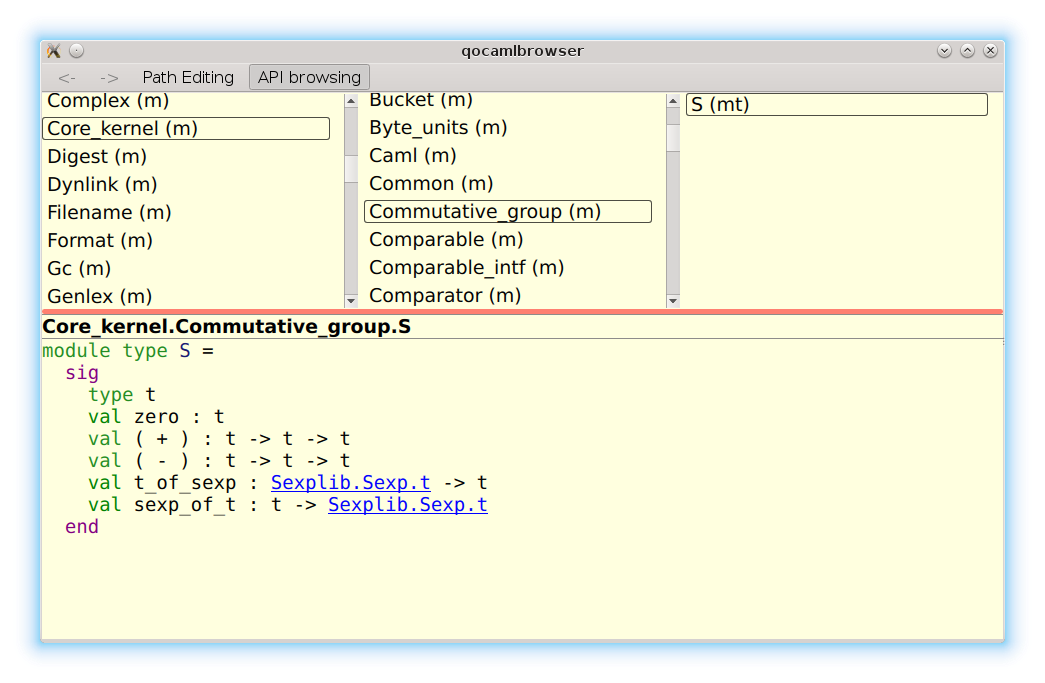 qocamlbrowser
<- -> Path Editing API browsing
Complex (m)
Core_kernel (m)
Digest (m)
Dynlink (m)
Filename (m)
Format (m)
Gc (m)
Genlex (m)
Bucket (m)
Byte_units (m)
Caml (m)
Common (m)
Commutative_group (m)
Comparable (m)
Comparable_intf (m)
Comparator (m)
S (mt)
Core_kernel.Commutative_group.S
module type S =
  sig
    type t
    val zero : t
    val ( + ) : t -> t -> t
    val ( - ) : t -> t -> t
    val t_of_sexp : Sexplib.Sexp.t -> t
    val sexp_of_t : t -> Sexplib.Sexp.t
  end